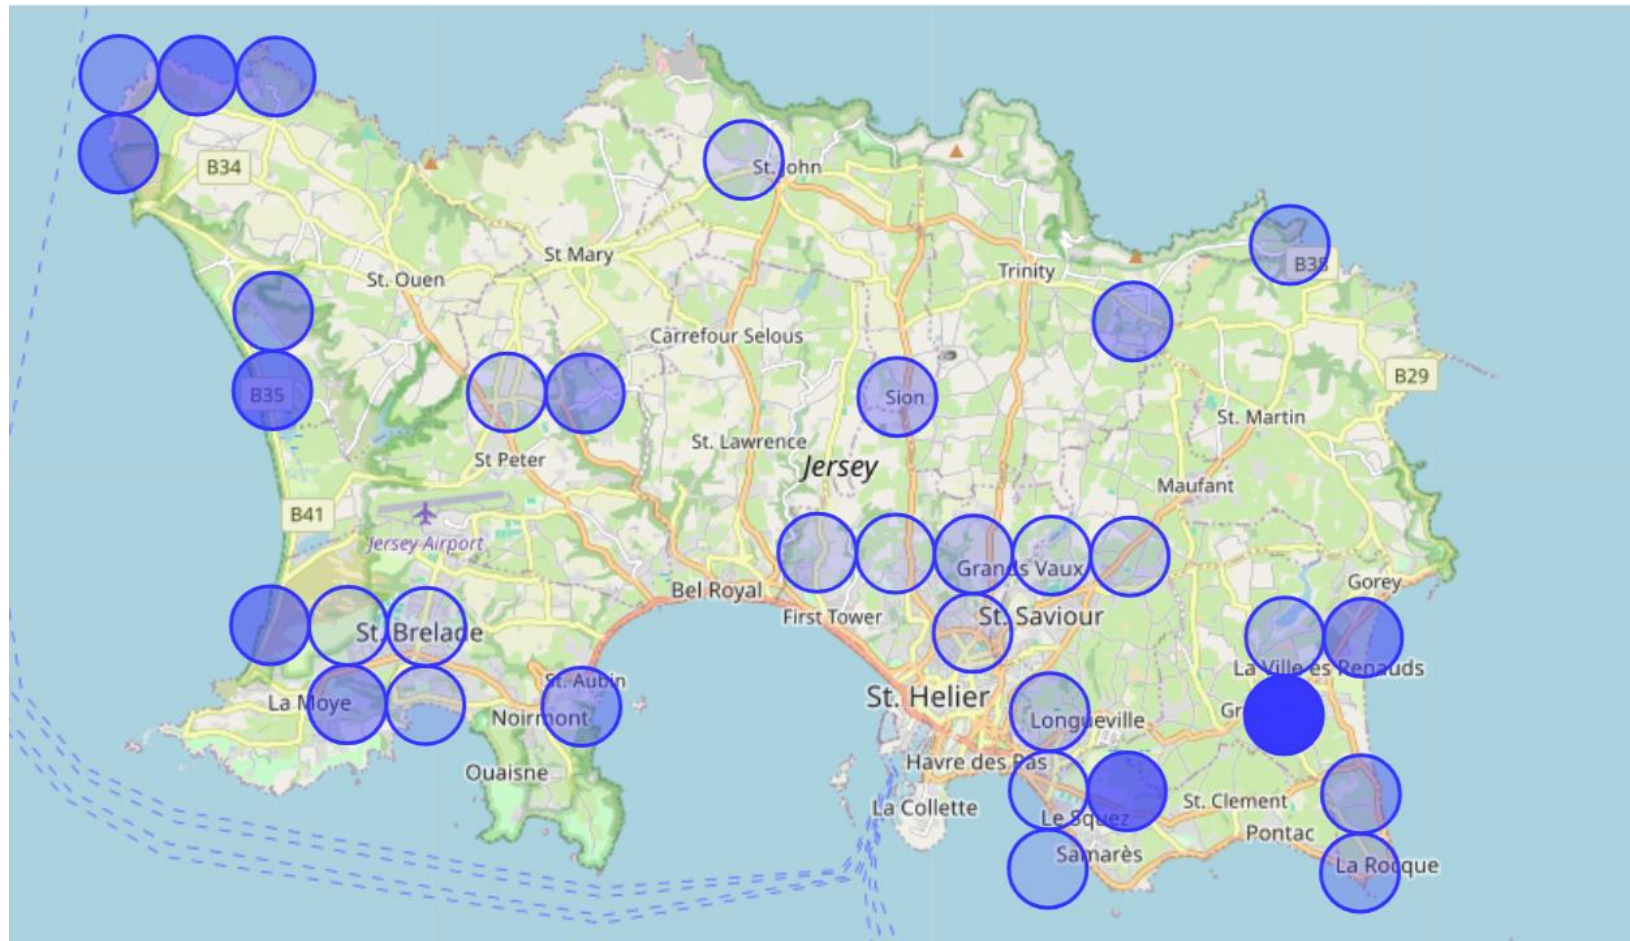 B34
St. John
St Mary
B38
Trinity
St. Ouen
Carrefour Selous
B29
B35
Sion
St. Martin
St. Lawrence
St Peter
Jersey
Maufant
B41
Jersey Airport
Grands Vaux
Gorey
Bel Royal
First Tower
St. Saviour
St. Brelade
La Ville es Renauds
St. Aubin
La Moye
St. Helier
Noirmont
Longueville
Gr
Havre des Pas
Ouaisne
St. Clement
La Collette
Le Squez
Pontac
Samarès
La Rocque